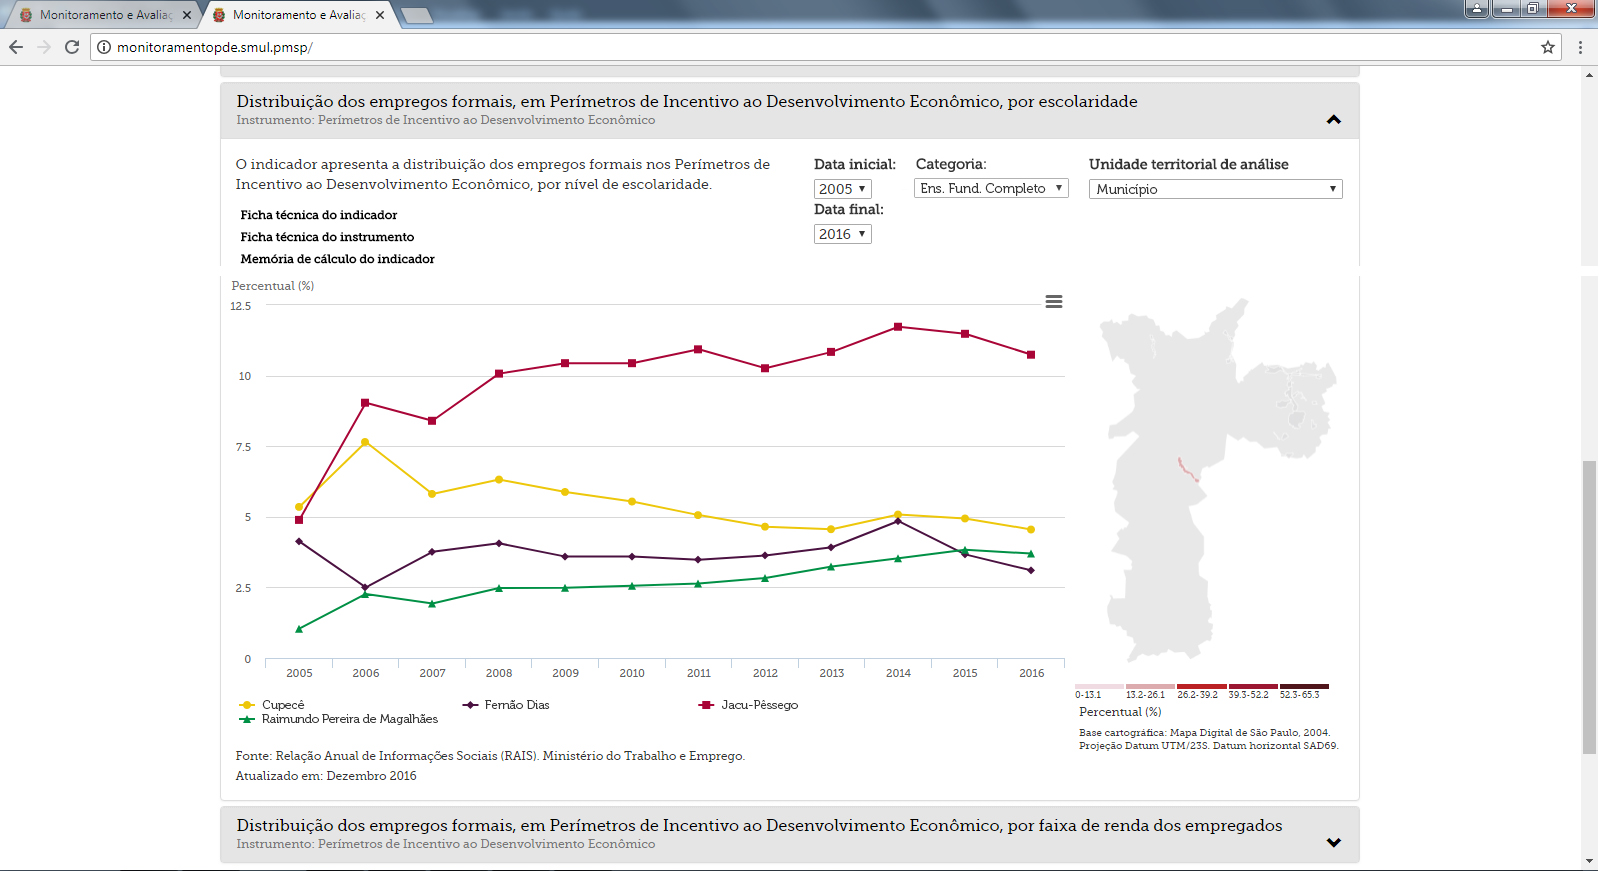 Monitoramento e Avaliaç
Monitoramento e Avaliaç
monitoramentopde.smul.pmsp/
Distribuição dos empregos formais, em Perímetros de Incentivo ao Desenvolvimento Econômico, por escolaridade
Instrumento: Perímetros de Incentivo ao Desenvolvimento Econômico
O indicador apresenta a distribuição dos empregos formais nos Perímetros de
Incentivo ao Desenvolvimento Econômico, por nível de escolaridade.
Ficha técnica do indicador
Ficha técnica do instrumento
Memória de cálculo do indicador
Data inicial:
2005
Data final:
2016
Categoria:
Ens. Fund. Completo
Unidade territorial de análise
Município
Percentual (%)
12.5
10
7.5
5
2.5
0
2005 2006 2007 2008 2009 2010 2011 2012 2013 2014 2015 2016
Cupecê Fernão Dias Jacu-Pêssego
Raimundo Pereira de Magalhães
0-13.1 13.2-26.1 26.2-39.2 39.3-52.2 52.3-65.3
Percentual (%)
Base cartográfica: Mapa Digital de São Paulo, 2004.
Projeção Datum UTM/23S. Datum horizontal SAD69.
Fonte: Relação Anual de Informações Sociais (RAIS). Ministério do Trabalho e Emprego.
Atualizado em: Dezembro 2016
Distribuição dos empregos formais, em Perímetros de Incentivo ao Desenvolvimento Econômico, por faixa de renda dos empregados
Instrumento: Perímetros de Incentivo ao Desenvolvimento Econômico